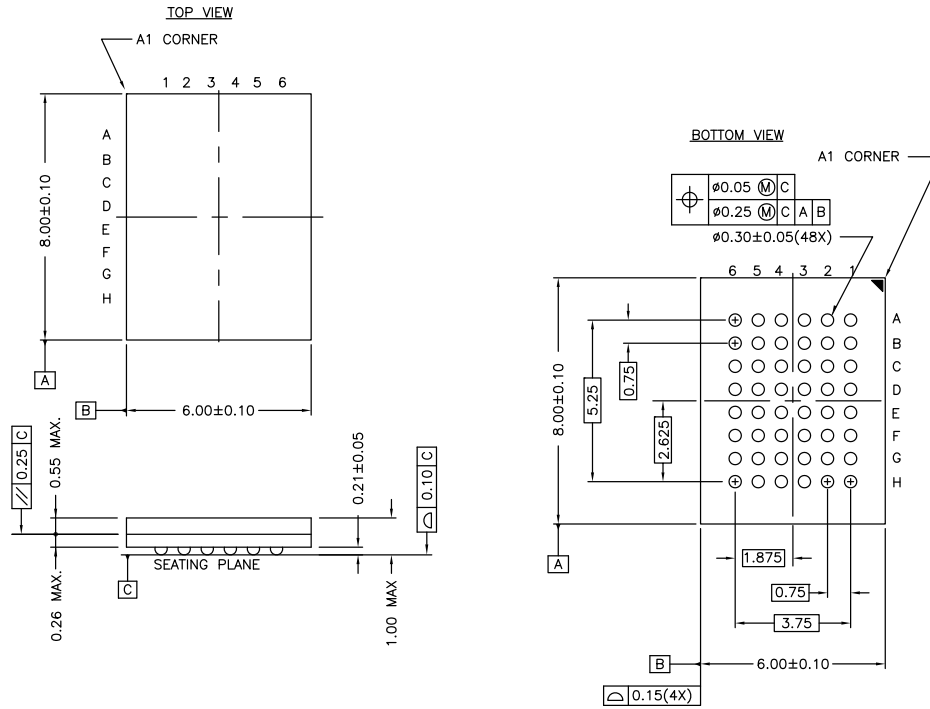 TOP VIEW
A1 CORNER
1 2 3 4 5 6
A
B
C
D
E
F
G
H
8.00±0.10
A
B
6.00±0.10
// 0.25 C
0.55 MAX.
0.26 MAX.
SEATING PLANE
C
0.21±0.05
1.00 MAX
⌓ 0.10 C
BOTTOM VIEW
A1 CORNER
⌖ ø0.05 Ⓜ C
ø0.25 Ⓜ C A B
ø0.30±0.05(48X)
6 5 4 3 2 1
A
B
C
D
E
F
G
H
8.00±0.10
5.25
0.75
2.625
A
1.875
0.75
3.75
B
6.00±0.10
⌓ 0.15(4X)